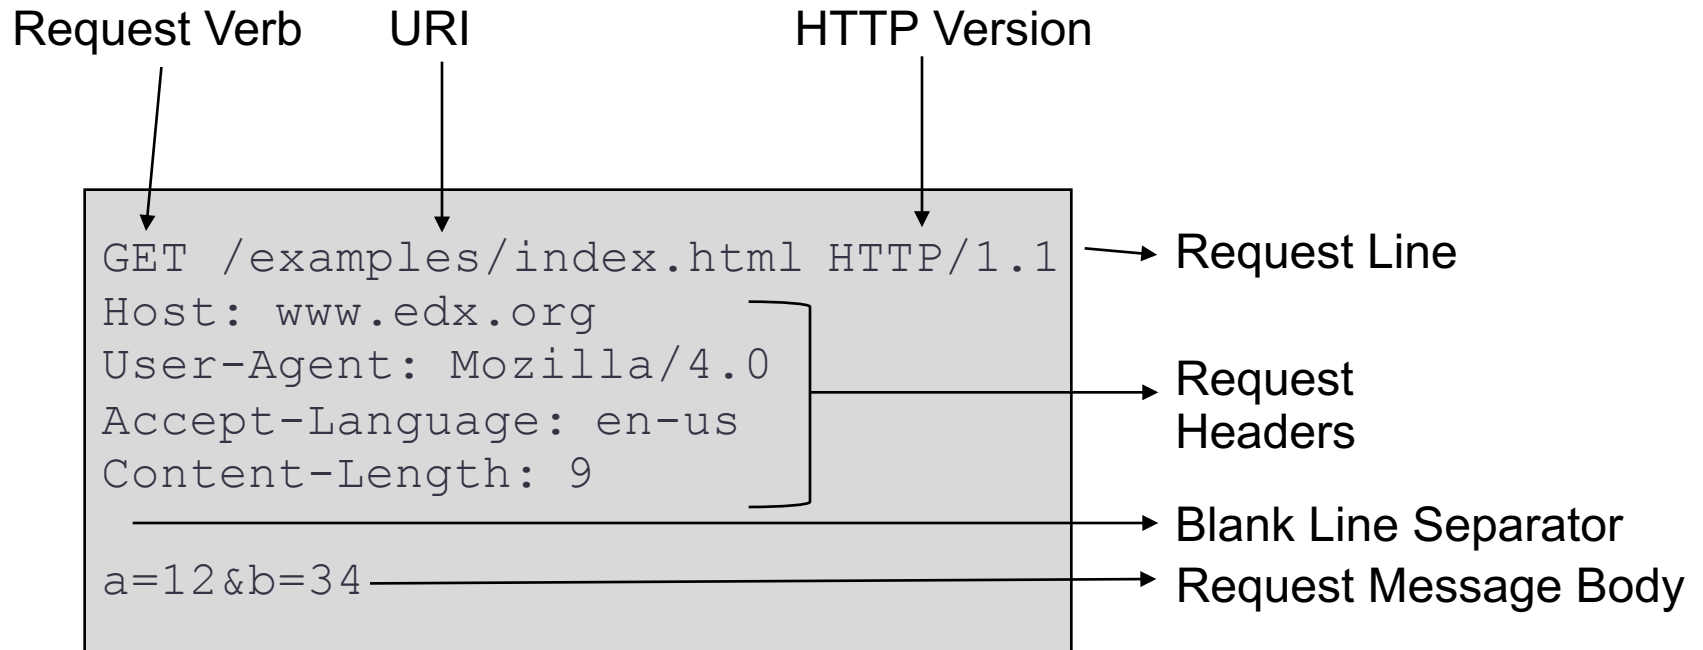 Request Verb
URI
HTTP Version
GET /examples/index.html HTTP/1.1
Request Line
Host: www.edx.org
User-Agent: Mozilla/4.0
Accept-Language: en-us
Content-Length: 9
Request
Headers
Blank Line Separator
a=12&b=34
Request Message Body